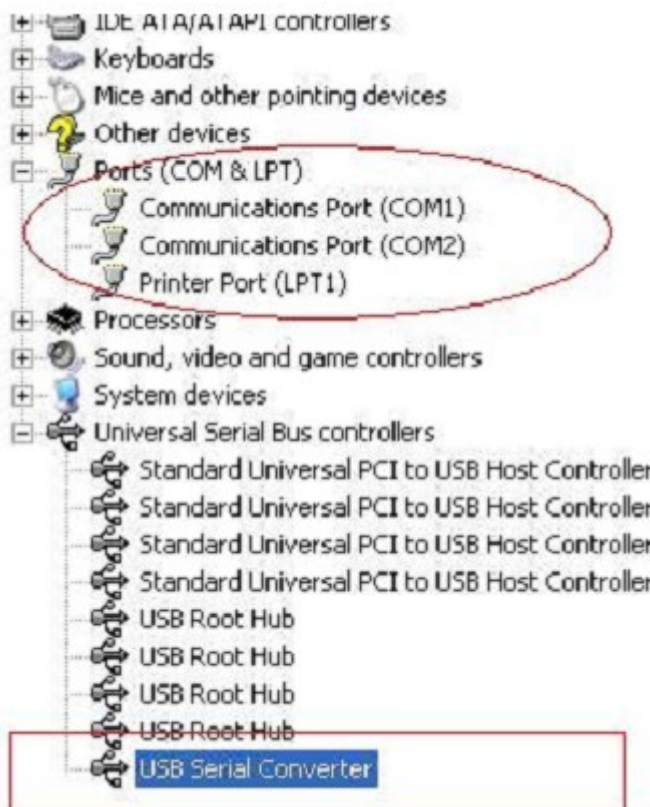 IDE ATA/ATAPI controllers
Keyboards
Mice and other pointing devices
Other devices
Ports (COM & LPT)
Communications Port (COM1)
Communications Port (COM2)
Printer Port (LPT1)
Processors
Sound, video and game controllers
System devices
Universal Serial Bus controllers
Standard Universal PCI to USB Host Controller
Standard Universal PCI to USB Host Controller
Standard Universal PCI to USB Host Controller
Standard Universal PCI to USB Host Controller
USB Root Hub
USB Root Hub
USB Root Hub
USB Root Hub
USB Serial Converter